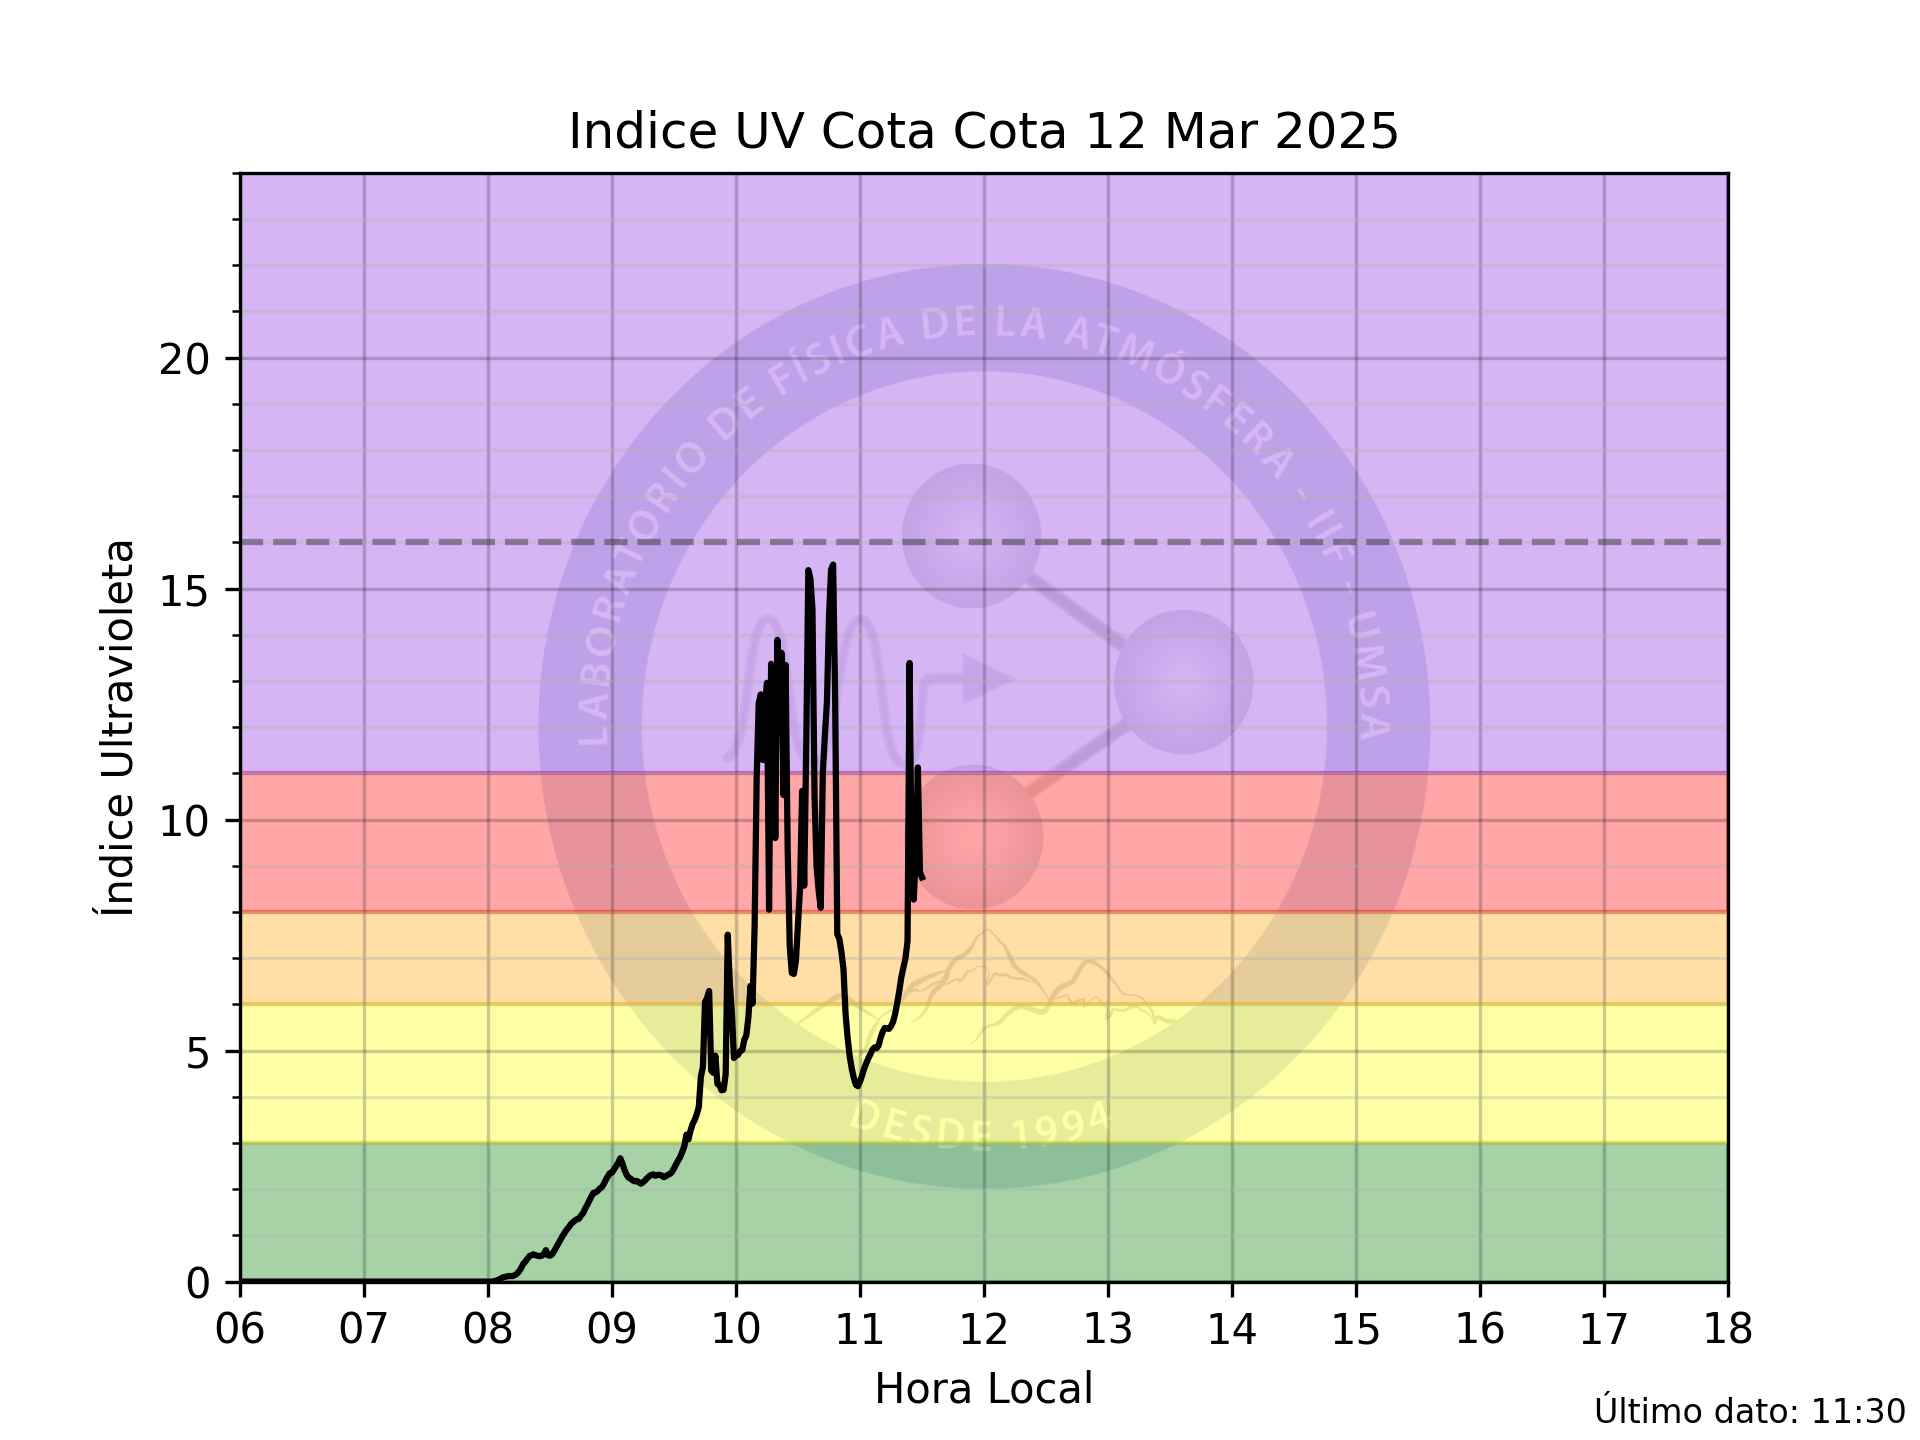 Indice UV Cota Cota 12 Mar 2025
Índice Ultravioleta
20
15
10
5
0
LABORATORIO DE FÍSICA DE LA ATMÓSFERA - IIF - UMSA
DESDE 1994
06 07 08 09 10 11 12 13 14 15 16 17 18
Hora Local
Último dato: 11:30